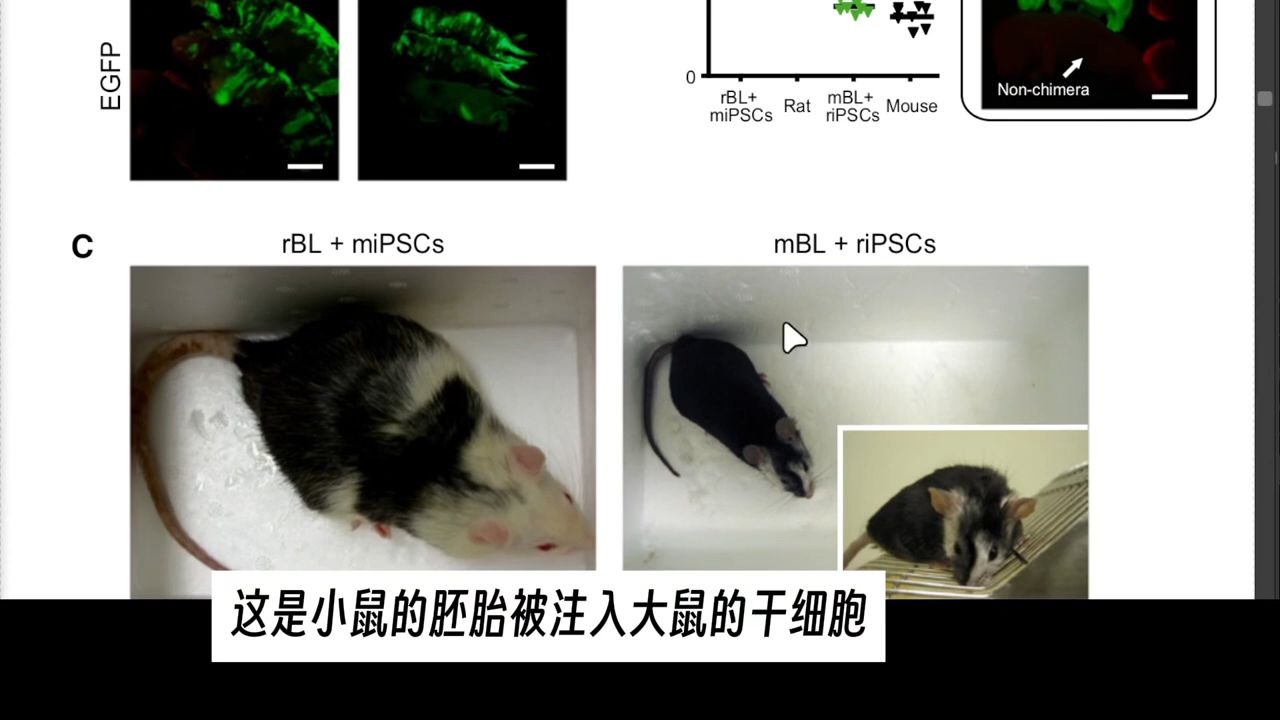 EGFP
0
rBL+
miPSCs
Rat
mBL+
riPSCs
Mouse
Non-chimera
C
rBL + miPSCs
mBL + riPSCs
这是小鼠的胚胎被注入大鼠的干细胞